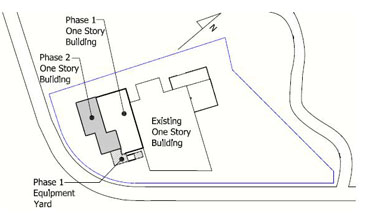 Phase 1
One Story
Building
Phase 2
One Story
Building
N
Existing
One Story
Building
Phase 1
Equipment
Yard